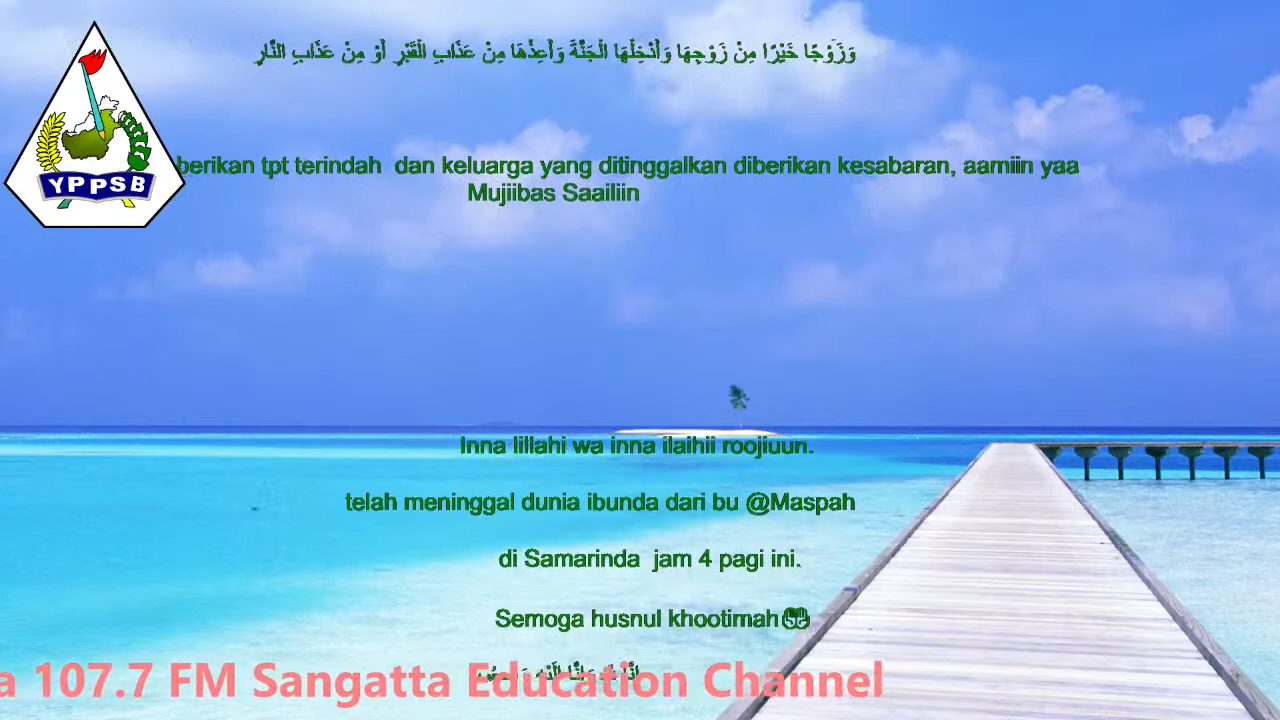 وَزَوْجًا خَيْرًا مِنْ زَوْجِهَا وَأَدْخِلْهَا الْجَنَّةَ وَأَعِذْهَا مِنْ عَذَابِ الْقَبْرِ أَوْ مِنْ عَذَابِ النَّارِ
berikan tpt terindah dan keluarga yang ditinggalkan diberikan kesabaran, aamiin yaa
Mujiibas Saailiin
YPPSB
Inna lillahi wa inna ilaihii roojiuun.
telah meninggal dunia ibunda dari bu @Maspah
di Samarinda jam 4 pagi ini.
Semoga husnul khootimah🤲
a 107.7 FM Sangatta Education Channel